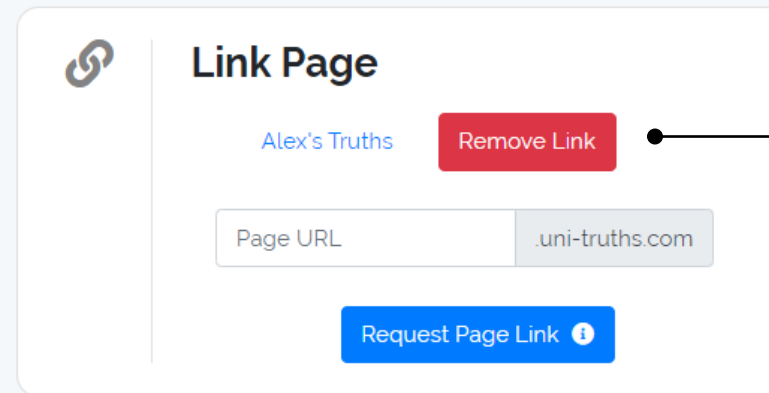 Link Page
Alex's Truths Remove Link
Page URL .uni-truths.com
Request Page Link